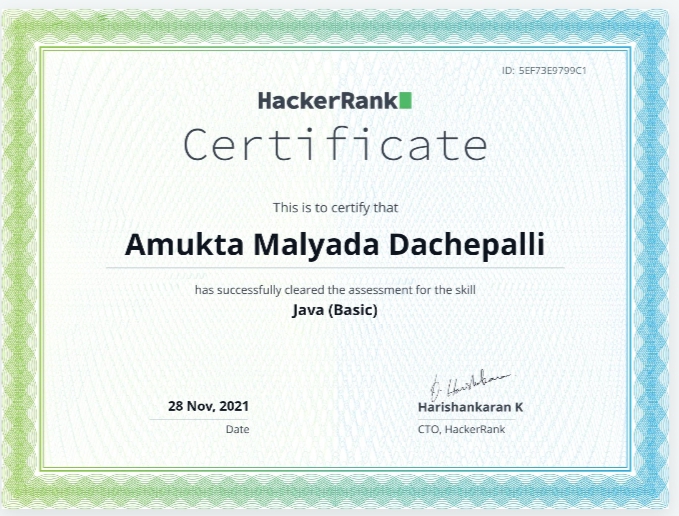 ID: 5EF73E9799C1
HackerRank
Certificate
This is to certify that
Amukta Malyada Dachepalli
has successfully cleared the assessment for the skill
Java (Basic)
28 Nov, 2021
Date
Harishankaran K
CTO, HackerRank